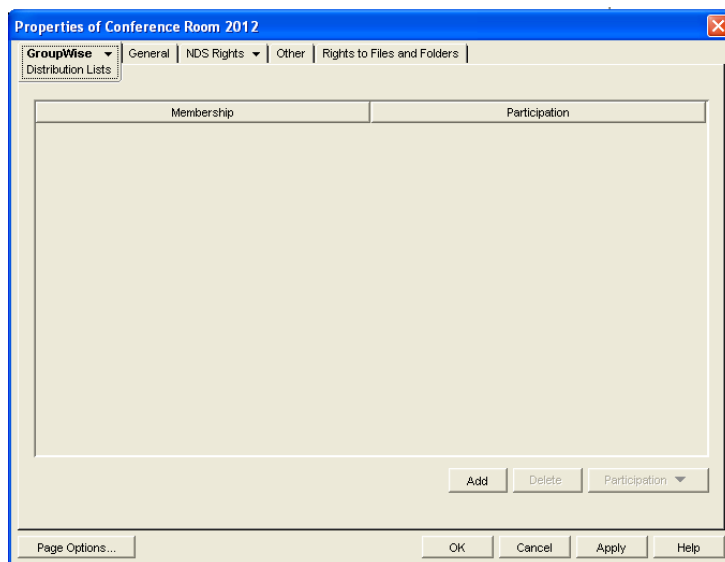 Properties of Conference Room 2012
GroupWise General NDS Rights Other Rights to Files and Folders
Distribution Lists
Membership Participation
Add Delete Participation
Page Options... OK Cancel Apply Help